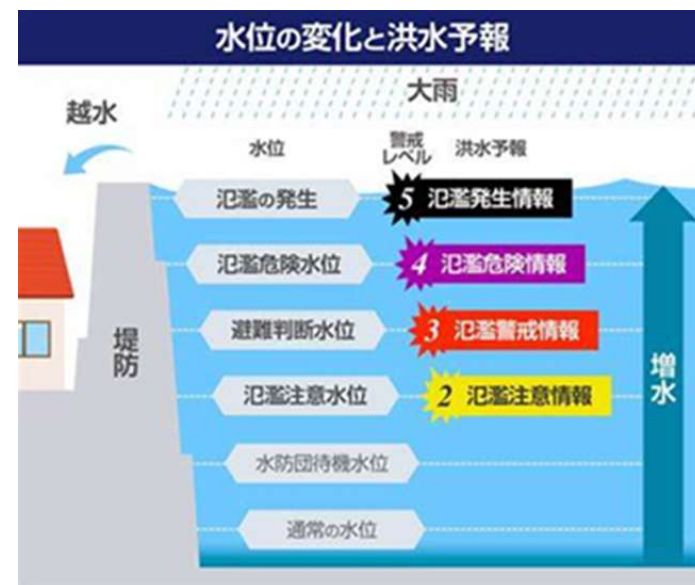 水位の変化と洪水予報
大雨
越水
水位
警戒
レベル
洪水予報
氾濫の発生
5 氾濫発生情報
氾濫危険水位
4 氾濫危険情報
避難判断水位
3 氾濫警戒情報
氾濫注意水位
2 氾濫注意情報
水防団待機水位
通常の水位
堤防
増水